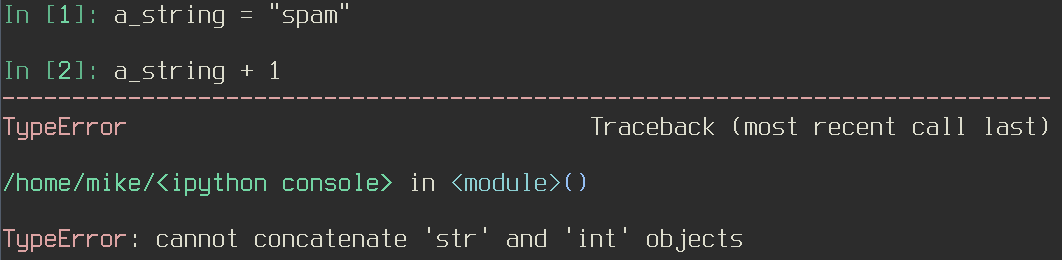 In [1]: a_string = "spam"
In [2]: a_string + 1
---------------------------------------------------------------------------
TypeError                                 Traceback (most recent call last)
/home/mike/<ipython console> in <module>()
TypeError: cannot concatenate 'str' and 'int' objects